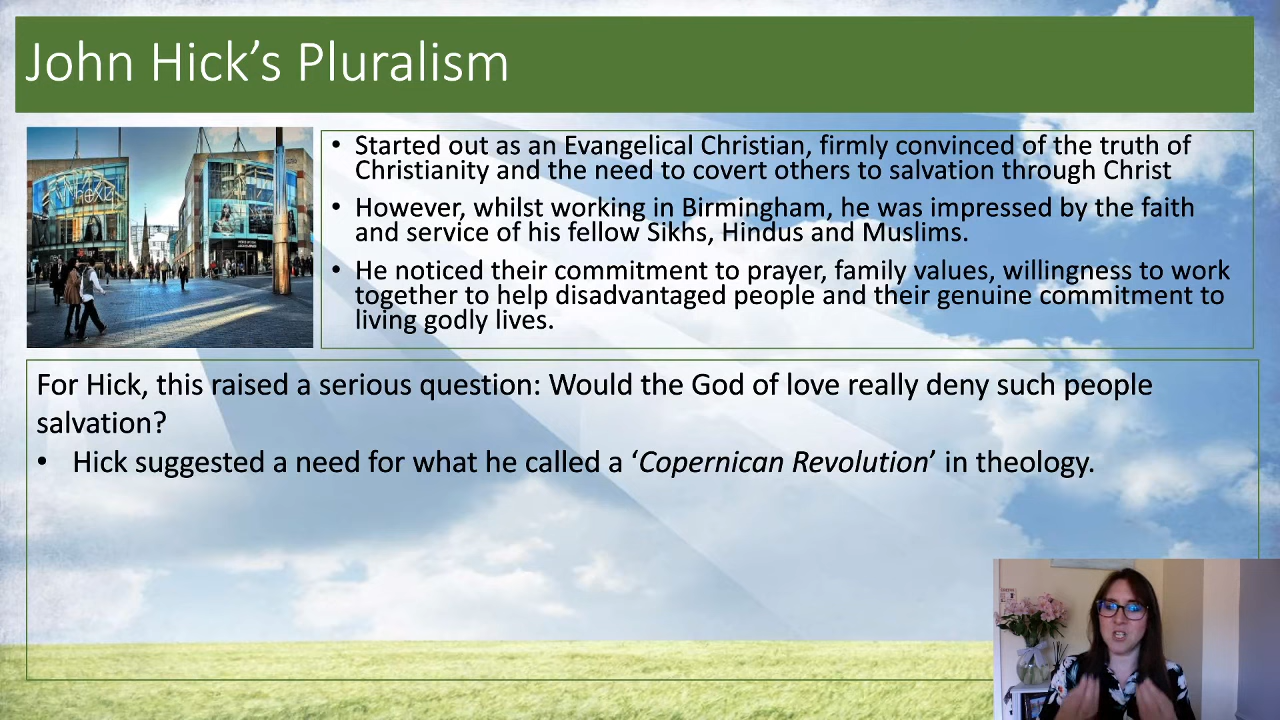 John Hick’s Pluralism
next
• Started out as an Evangelical Christian, firmly convinced of the truth of
Christianity and the need to covert others to salvation through Christ
• However, whilst working in Birmingham, he was impressed by the faith
and service of his fellow Sikhs, Hindus and Muslims.
• He noticed their commitment to prayer, family values, willingness to work
together to help disadvantaged people and their genuine commitment to
living godly lives.
For Hick, this raised a serious question: Would the God of love really deny such people
salvation?
• Hick suggested a need for what he called a ‘Copernican Revolution’ in theology.